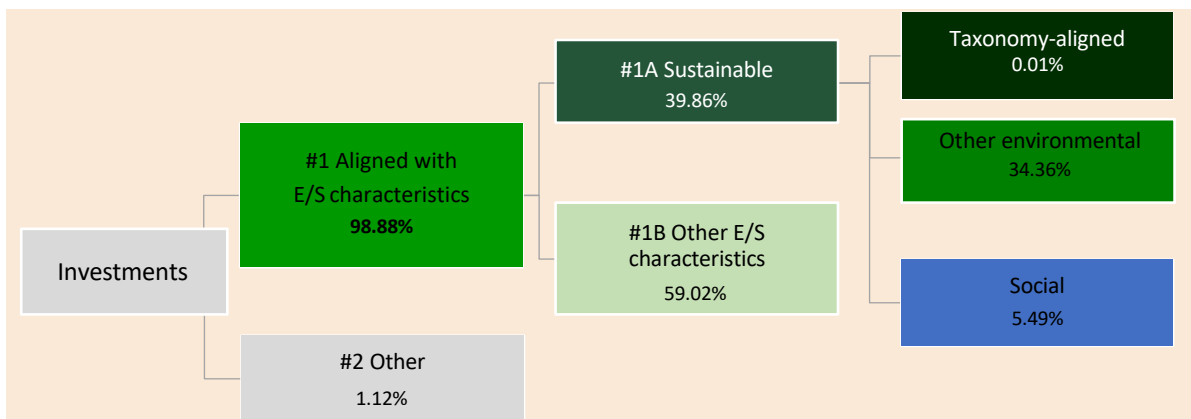 Investments
#1 Aligned with
E/S characteristics
98.88%
#2 Other
1.12%
#1A Sustainable
39.86%
#1B Other E/S
characteristics
59.02%
Taxonomy-aligned
0.01%
Other environmental
34.36%
Social
5.49%